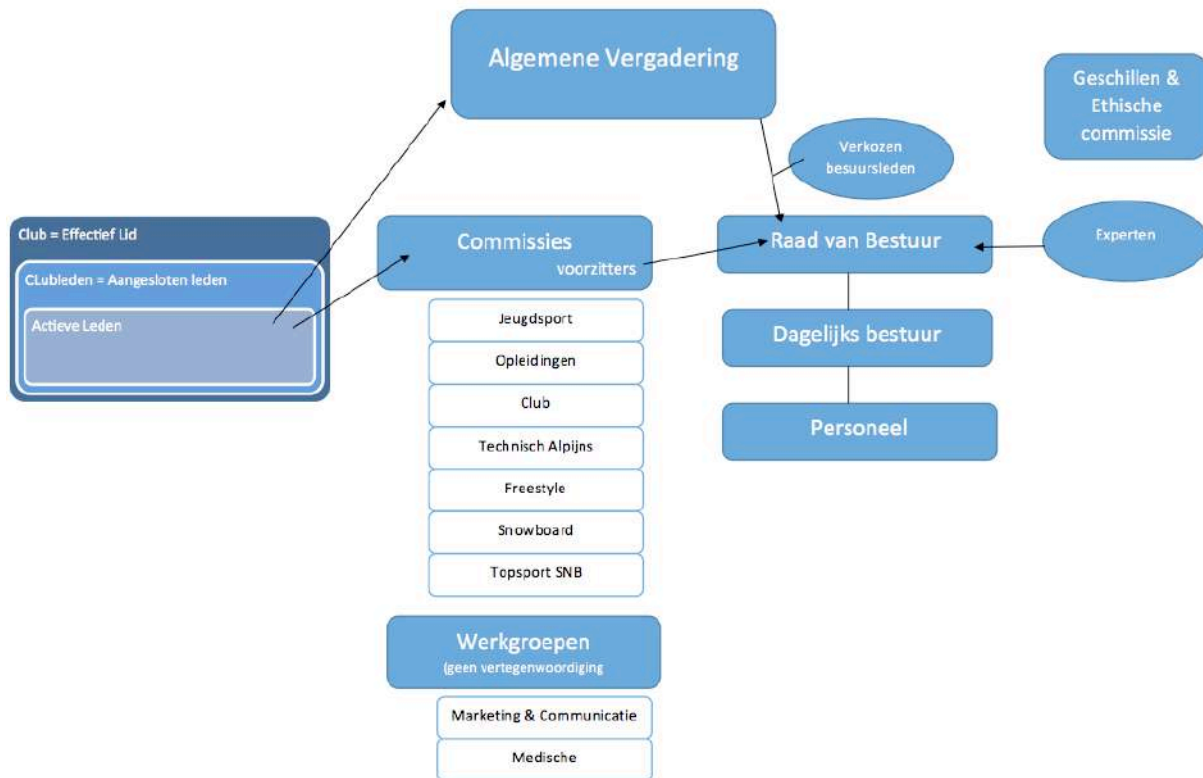 Algemene Vergadering
Geschillen &
Ethische
commissie
Verkozen
besuursleden
Club = Effectief Lid
CLubleden = Aangesloten leden
Actieve Leden
Commissies
voorzitters
Raad van Bestuur
Experten
Jeugdsport
Opleidingen
Club
Technisch Alpijns
Freestyle
Snowboard
Topsport SNB
Dagelijks bestuur
Personeel
Werkgroepen
(geen vertegenwoordiging
Marketing & Communicatie
Medische